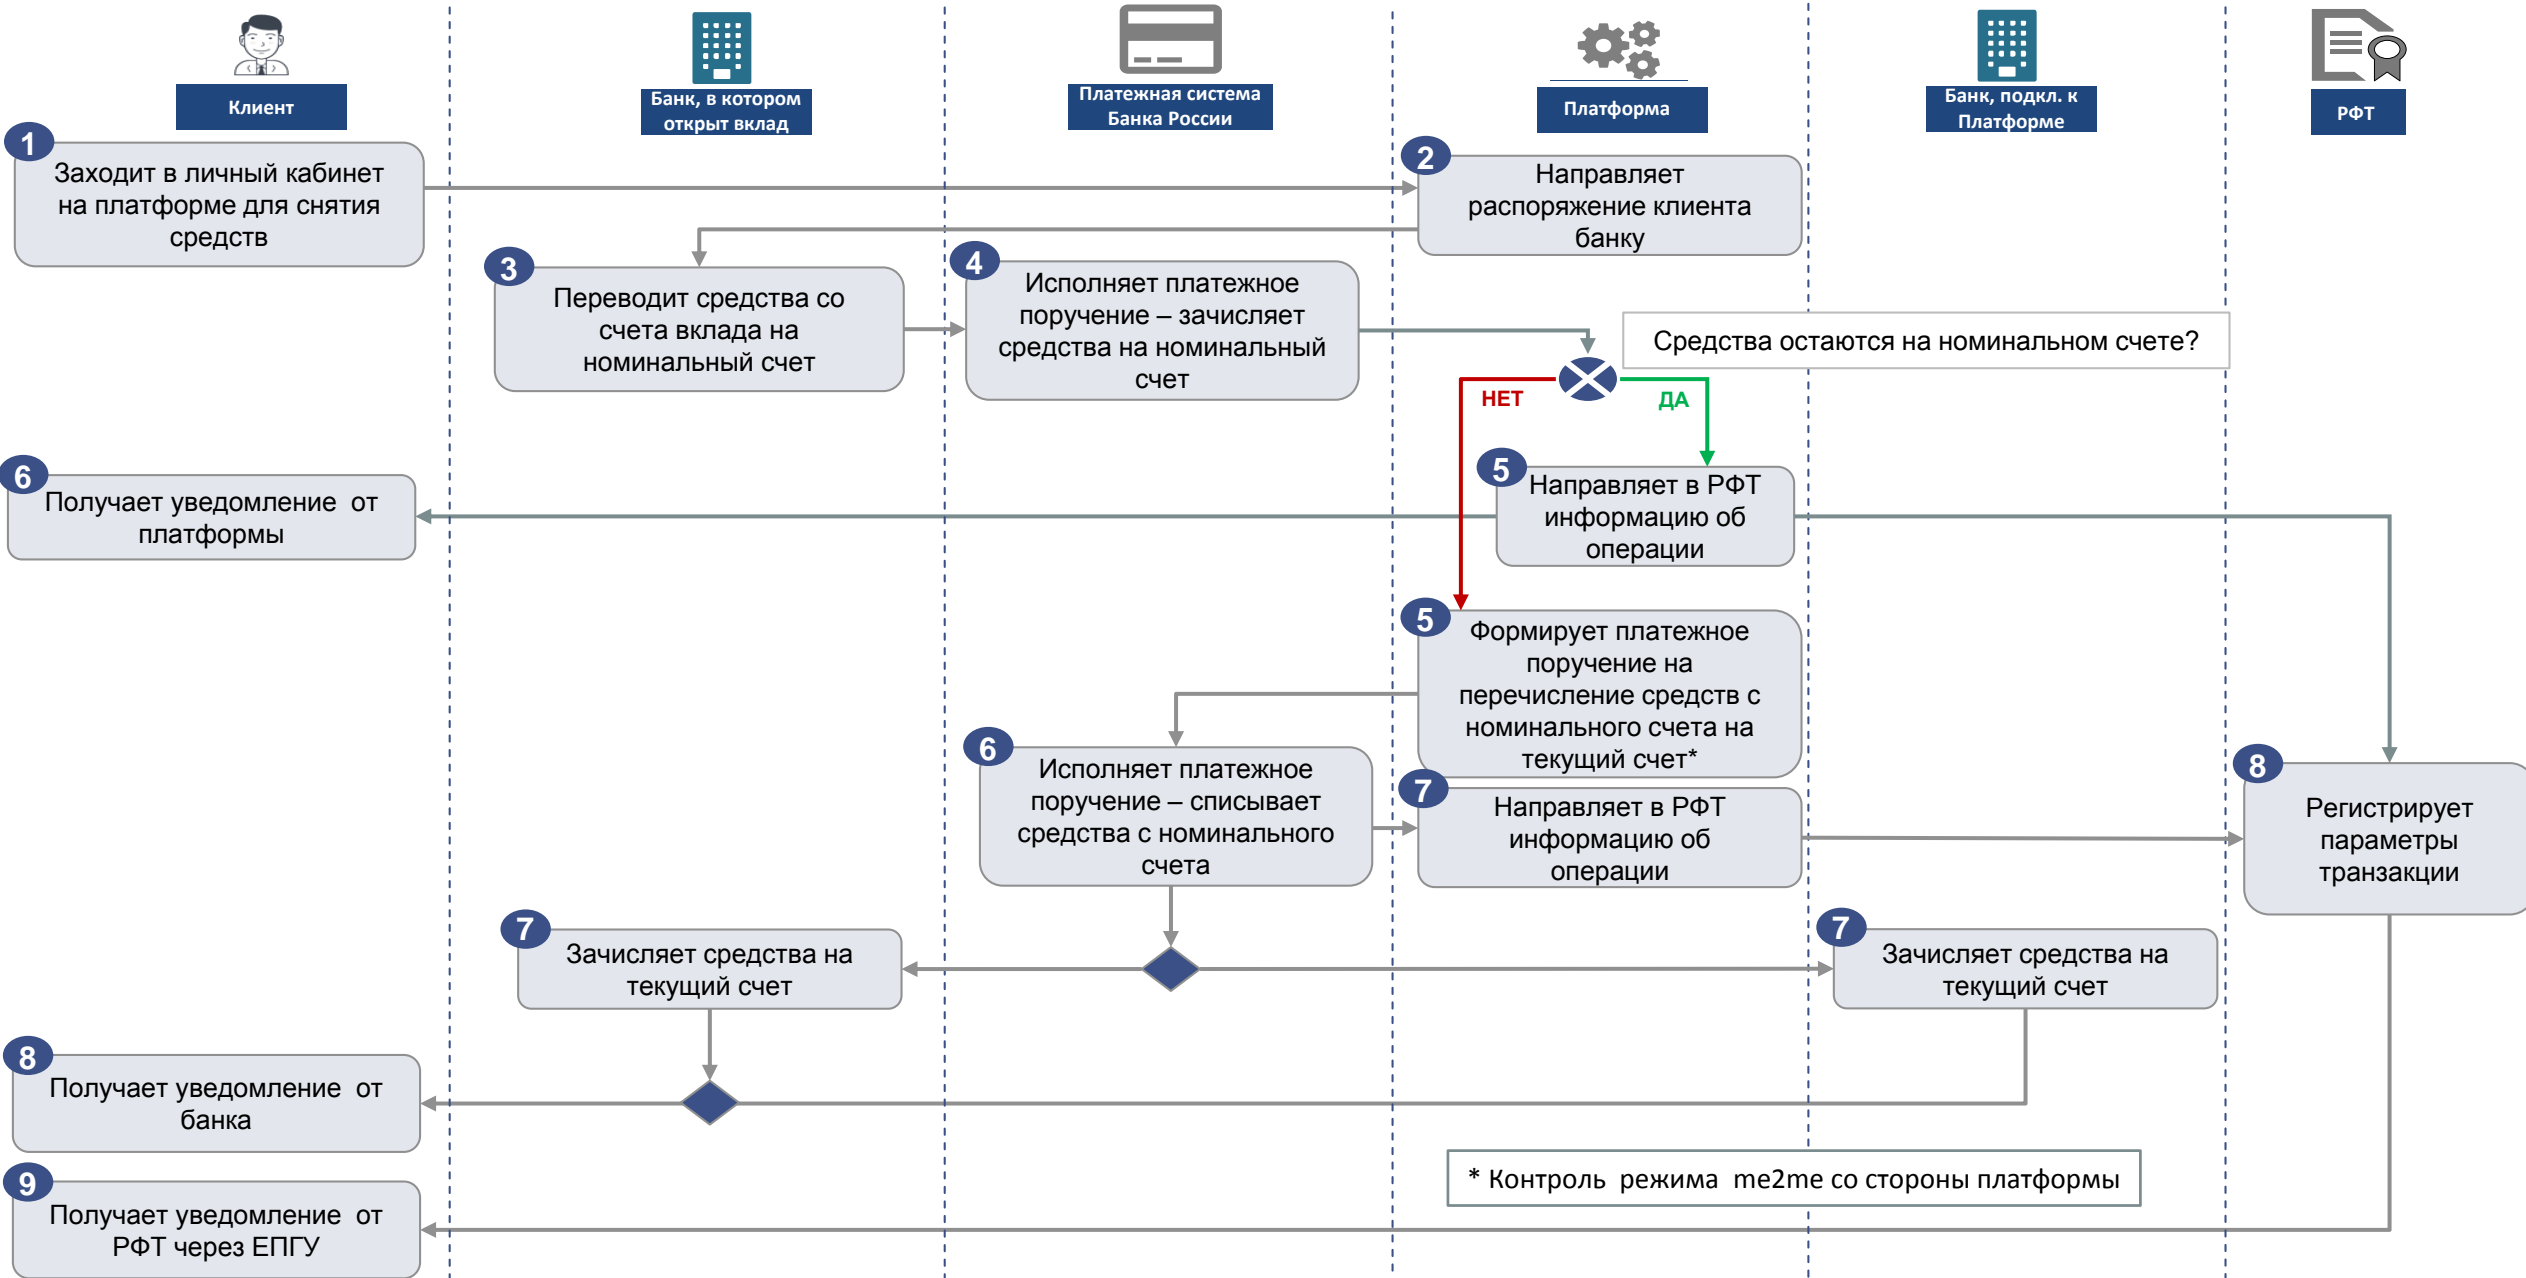 Клиент
Банк, в котором
открыт вклад
Платежная система
Банка России
Платформа
Банк, подкл. к
Платформе
РФТ
1
Заходит в личный кабинет
на платформе для снятия
средств
2
Направляет
распоряжение клиента
банку
3
Переводит средства со
счета вклада на
номинальный счет
4
Исполняет платежное
поручение – зачисляет
средства на номинальный
счет
Средства остаются на номинальном счете?
НЕТ
ДА
5
Направляет в РФТ
информацию об
операции
6
Получает уведомление от
платформы
5
Формирует платежное
поручение на
перечисление средств с
номинального счета на
текущий счет*
6
Исполняет платежное
поручение – списывает
средства с номинального
счета
7
Направляет в РФТ
информацию об
операции
8
Регистрирует
параметры
транзакции
7
Зачисляет средства на
текущий счет
7
Зачисляет средства на
текущий счет
8
Получает уведомление от
банка
* Контроль режима me2me со стороны платформы
9
Получает уведомление от
РФТ через ЕПГУ